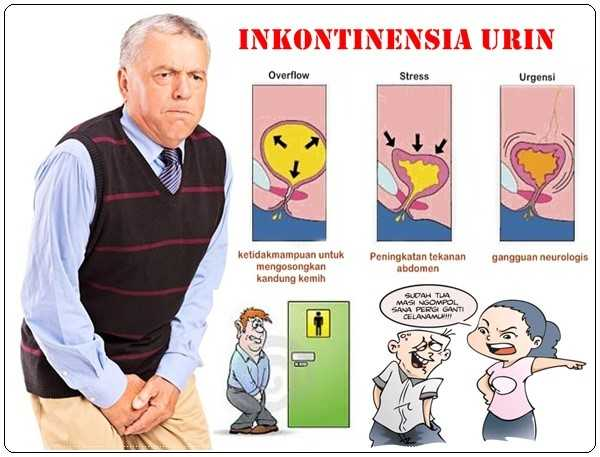 INKONTINENSIA URIN
Overflow
Stress
Urgensi
ketidakmampuan untuk
mengosongkan
kandung kemih
Peningkatan tekanan
abdomen
gangguan neurologis
SUDAH TUA
MASI NGOMPOL,
SANA PERGI GANTI
CELANAMU!!!!